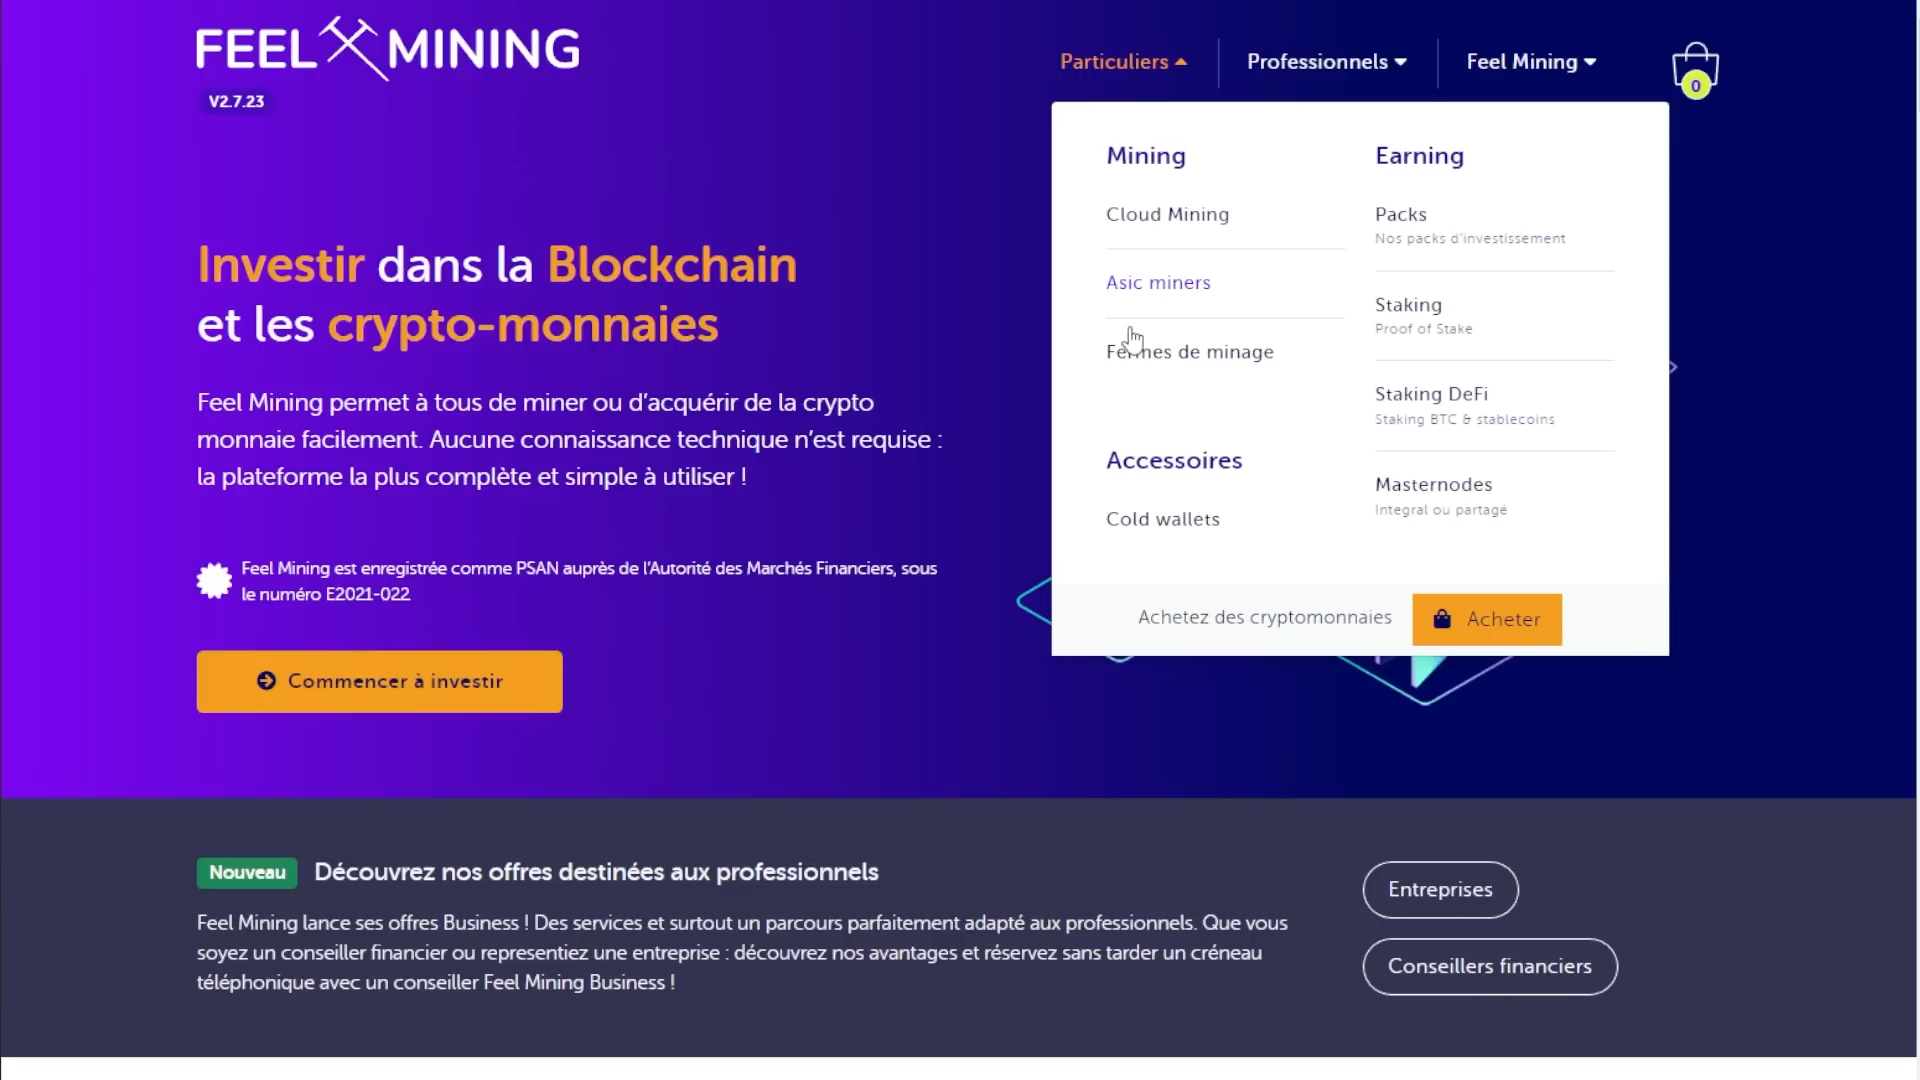 FEEL MINING
V2.7.23
Particuliers
Professionnels
Feel Mining
0
Investir dans la Blockchain
et les crypto-monnaies
Feel Mining permet à tous de miner ou d’acquérir de la crypto
monnaie facilement. Aucune connaissance technique n’est requise :
la plateforme la plus complète et simple à utiliser !
Feel Mining est enregistrée comme PSAN auprès de l’Autorité des Marchés Financiers, sous
le numéro E2021-022
Commencer à investir
Mining
Cloud Mining
Asic miners
Fermes de minage
Accessoires
Cold wallets
Earning
Packs
Nos packs d'investissement
Staking
Proof of Stake
Staking DeFi
Staking BTC & stablecoins
Masternodes
Integral ou partagé
Achetez des cryptomonnaies
Acheter
Nouveau Découvrez nos offres destinées aux professionnels
Feel Mining lance ses offres Business ! Des services et surtout un parcours parfaitement adapté aux professionnels. Que vous
soyez un conseiller financier ou representiez une entreprise : découvrez nos avantages et réservez sans tarder un créneau
téléphonique avec un conseiller Feel Mining Business !
Entreprises
Conseillers financiers